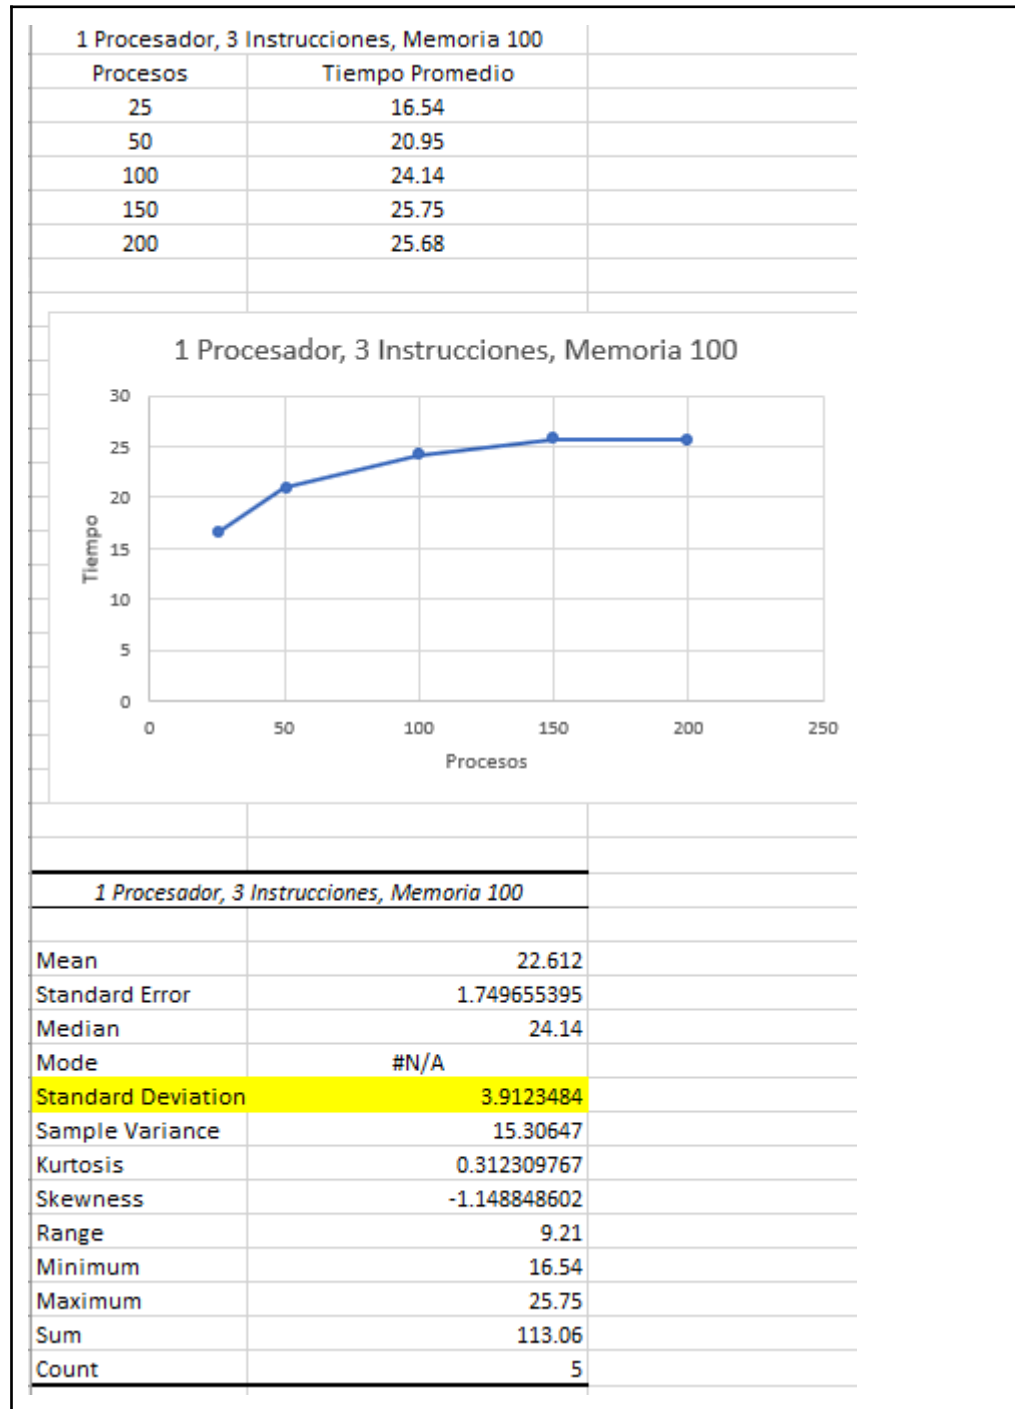 1 Procesador, 3 Instrucciones, Memoria 100
Procesos Tiempo Promedio
25 16.54
50 20.95
100 24.14
150 25.75
200 25.68
1 Procesador, 3 Instrucciones, Memoria 100
30
25
20
15
10
5
0
Tiempo
0 50 100 150 200 250
Procesos
1 Procesador, 3 Instrucciones, Memoria 100
Mean 22.612
Standard Error 1.749655395
Median 24.14
Mode #N/A
Standard Deviation 3.9123484
Sample Variance 15.30647
Kurtosis 0.312309767
Skewness -1.148848602
Range 9.21
Minimum 16.54
Maximum 25.75
Sum 113.06
Count 5